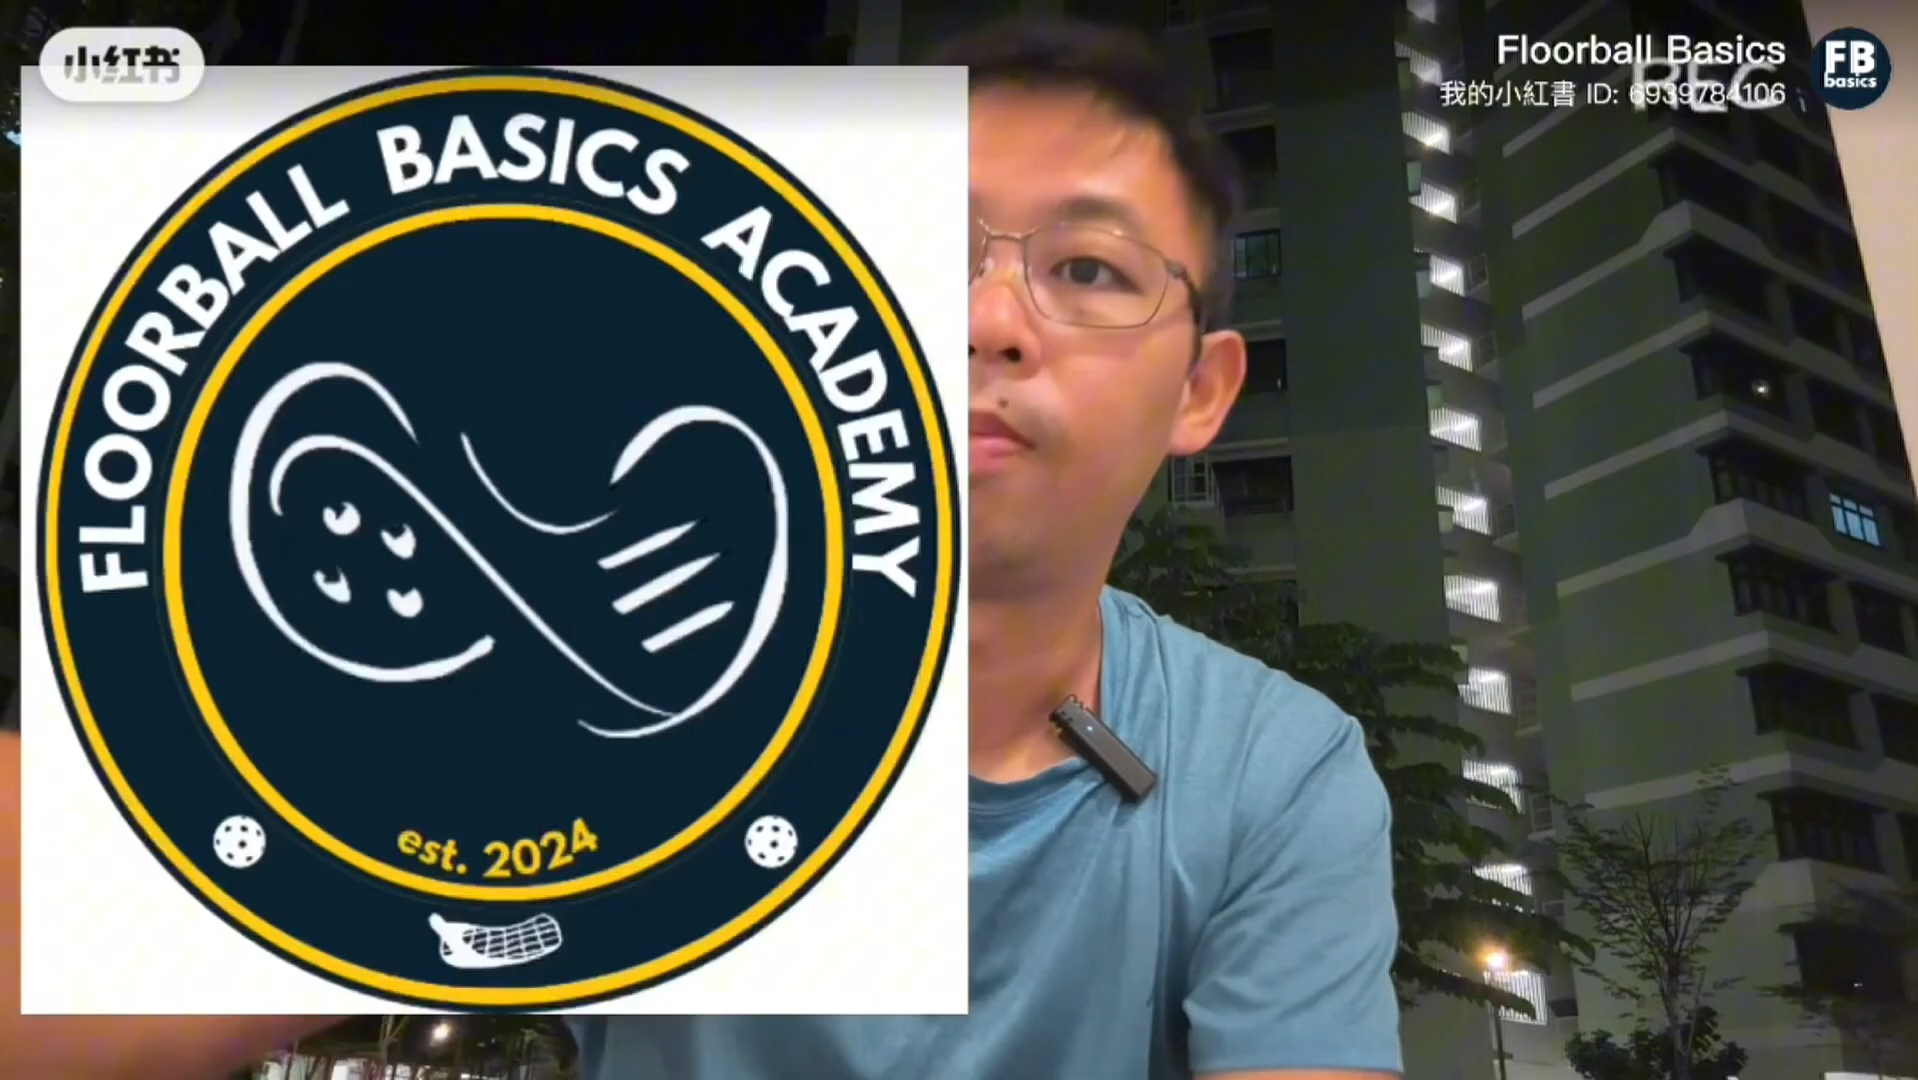 小红书
Floorball Basics
我的小紅書 ID: 6939784106
REC
FB
basics
FLOORBALL BASICS ACADEMY
est. 2024